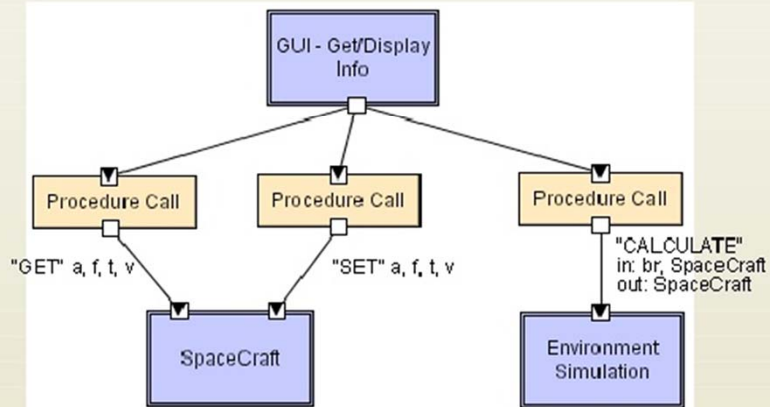 GUI - Get/Display
Info
Procedure Call
Procedure Call
Procedure Call
"GET" a, f, t, v
"SET" a, f, t, v
"CALCULATE"
in: br, SpaceCraft
out: SpaceCraft
SpaceCraft
Environment
Simulation